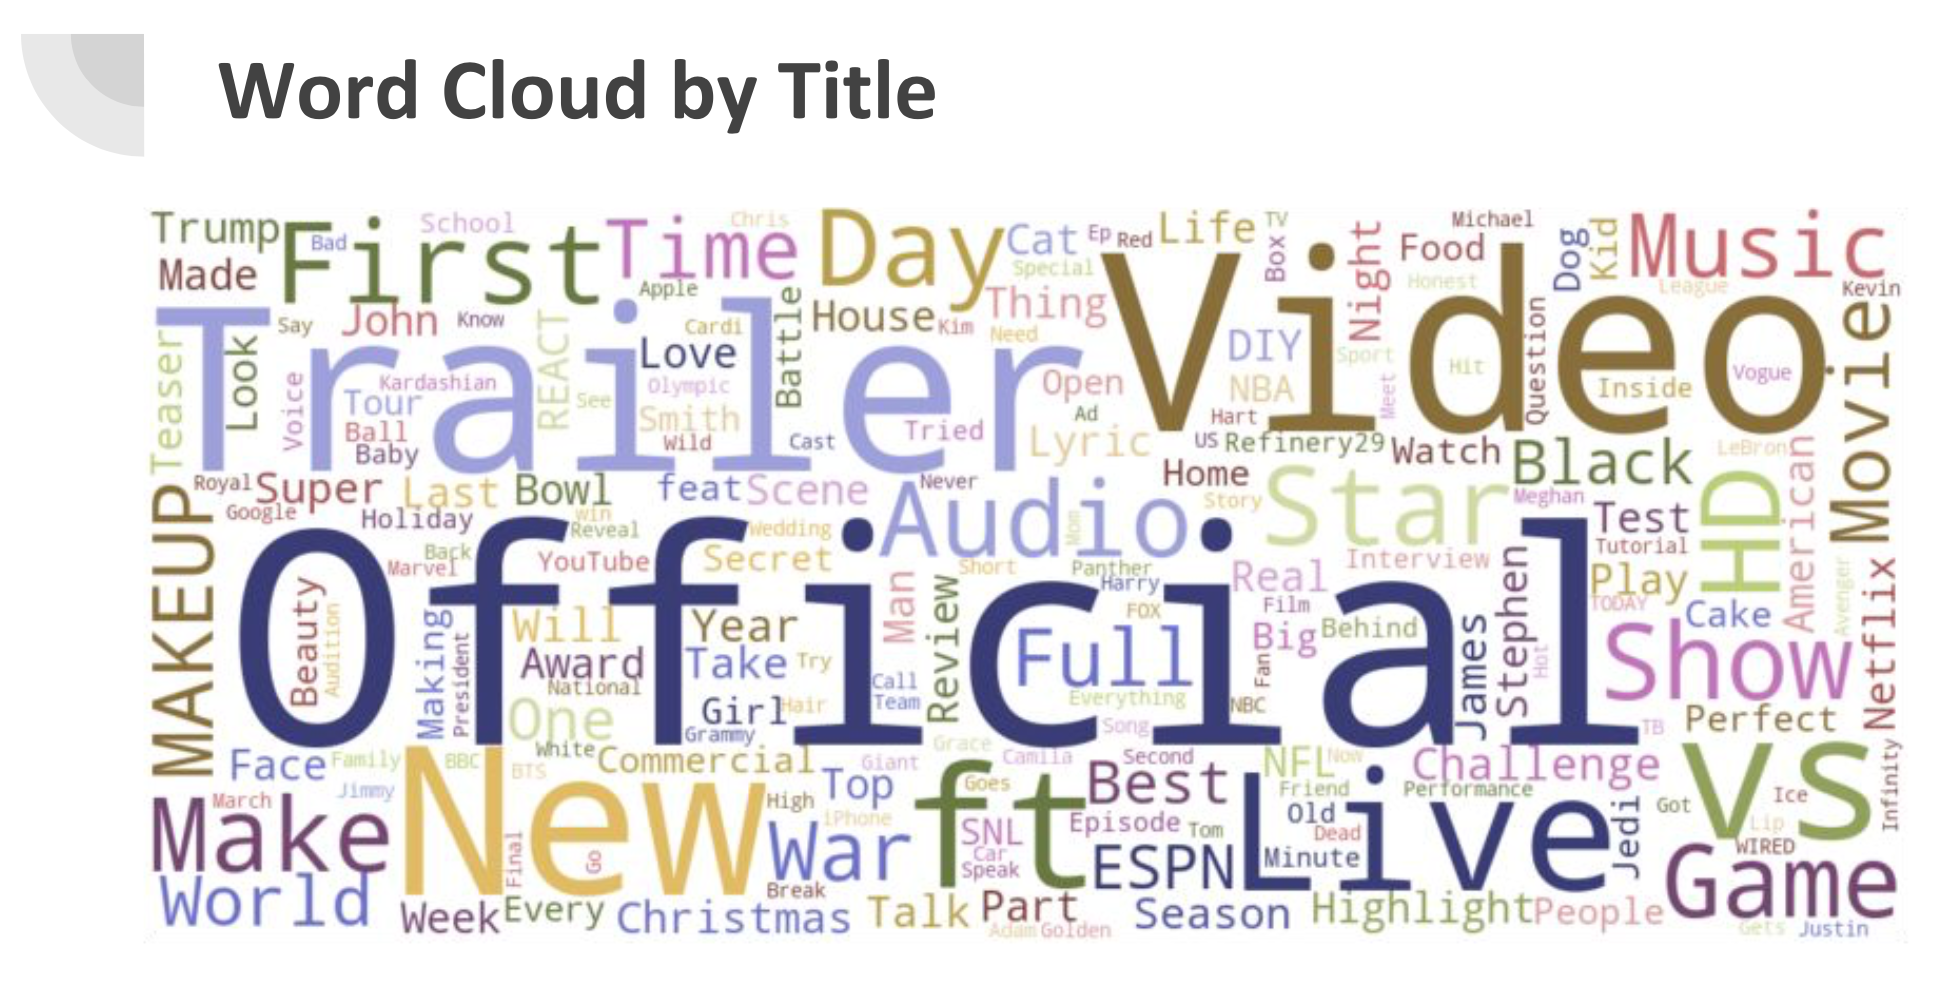 Word Cloud by Title
Trump
First
Bad
School
Time
Chris
Day
Cat
Ep
Red
Life
TV
Box
Night
Michael
Food
Dog
Kid
Music
Made
Apple
Special
Honest
League
Kevin
Trailer
Say
John
Know
REACT
Cardi
Battle
House
Kim
Thing
Need
Video
DIY
Sport
Question
Movie
Teaser
Look
Voice
Kardashian
Love
Olympic
Open
NBA
Meet
Hit
Inside
Vogue
Tour
See
Smith
Ad
Hart
Ball
Wild
Cast
Tried
Lyric
US
Refinery29
Watch
Black
LeBron
American
Baby
Royal
Super
Last
Bowl
feat
Scene
Never
Home
Story
Star
Meghan
HD
Google
Holiday
win
Reveal
Wedding
Audio
Mom
Test
Tutorial
MAKEUP
Official
Back
Marvel
YouTube
Secret
Short
Panther
Harry
Real
Interview
Stephen
Play
TODAY
Cake
Avenger
Netflix
Beauty
Audition
Making
President
Will
Year
Man
Review
FOX
Film
Full
Big
Behind
James
Hot
Show
Award
Take
Try
National
Call
Team
Everything
Fan
NBC
One
Girl
Hair
Grammy
Song
TB
Perfect
Face
Family
BBC
White
BTS
Commercial
Giant
Grace
Camila
Second
NFL
Now
Challenge
vs
Infinity
March
Jimmy
New
High
iPhone
Top
ft
Goes
Best
Live
Friend
Performance
Got
Ice
Make
Final
Go
War
SNL
Car
Speak
Episode
Tom
Old
Dead
Minute
Jedi
Lip
WIRED
ESPN
Game
World
Week
Every
Christmas
Break
Talk
Part
Adam
Golden
Season
Highlight
People
Gets
Justin